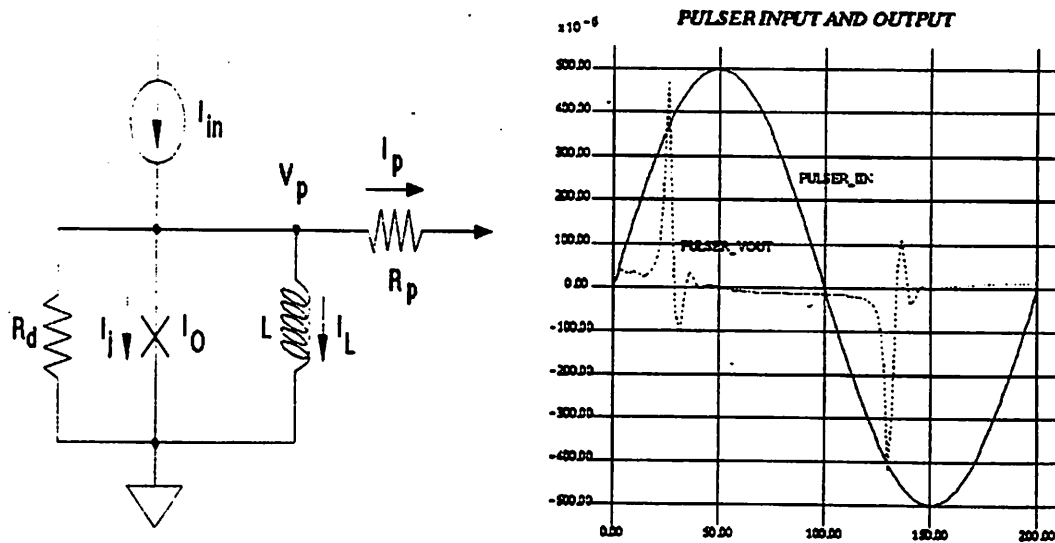 I_in
V_p
I_p
R_p
R_d
I_j
I_O
L
I_L
PULSER INPUT AND OUTPUT
x10^-6
500.00
400.00
300.00
200.00
100.00
0.00
-100.00
-200.00
-300.00
-400.00
-500.00
PULSER_IN
PULSER_VOUT
0.00
50.00
100.00
150.00
200.00